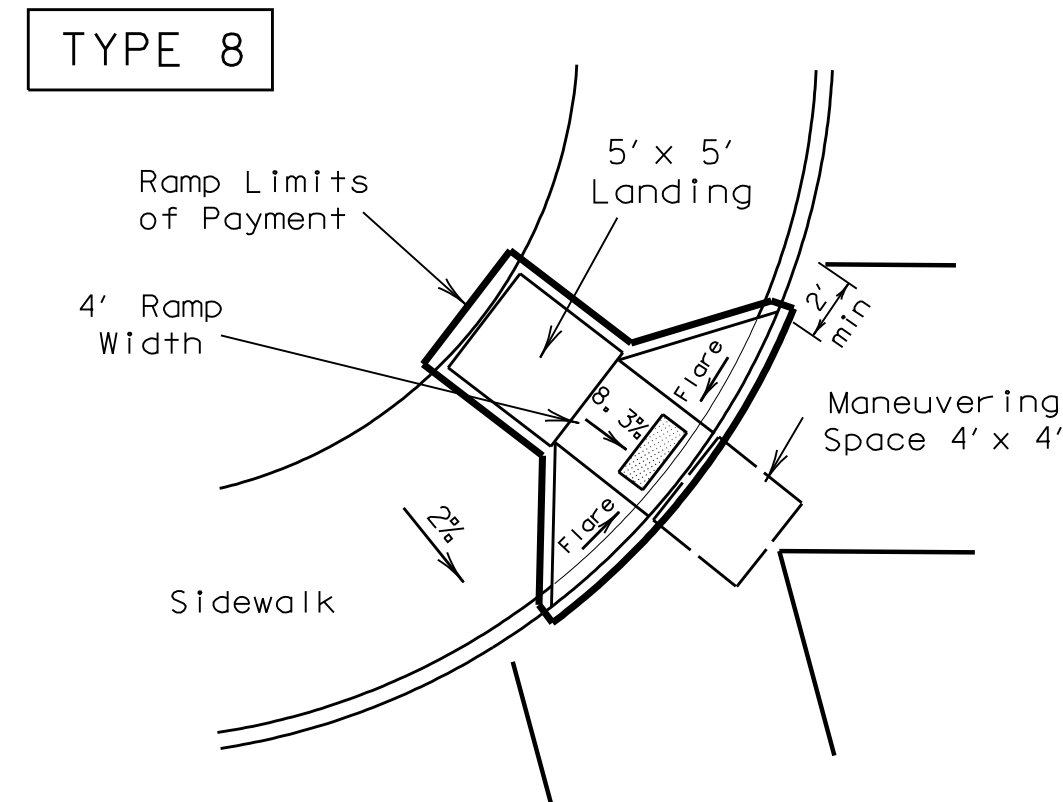 TYPE 8
5' x 5'
Landing
Ramp Limits
of Payment
4' Ramp
Width
2'
min
Flare
8.3%
Maneuvering
Space 4' x 4'
Flare
2%
Sidewalk